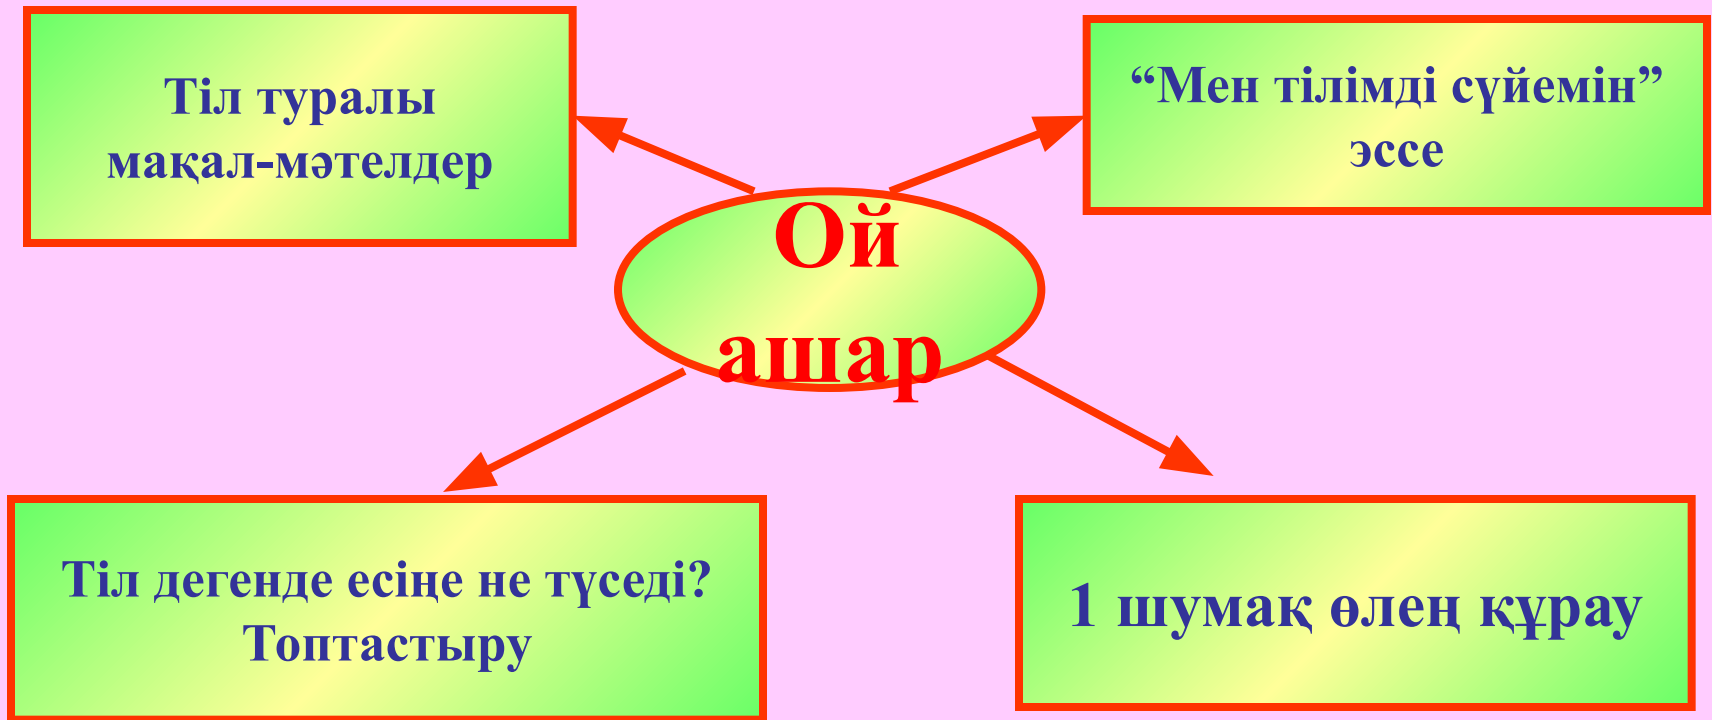 Тіл туралы
мақал-мәтелдер
“Мен тілімді сүйемін”
эссе
Ой
ашар
Тіл дегенде есіңе не түседі?
Топтастыру
1 шумақ өлең құрау